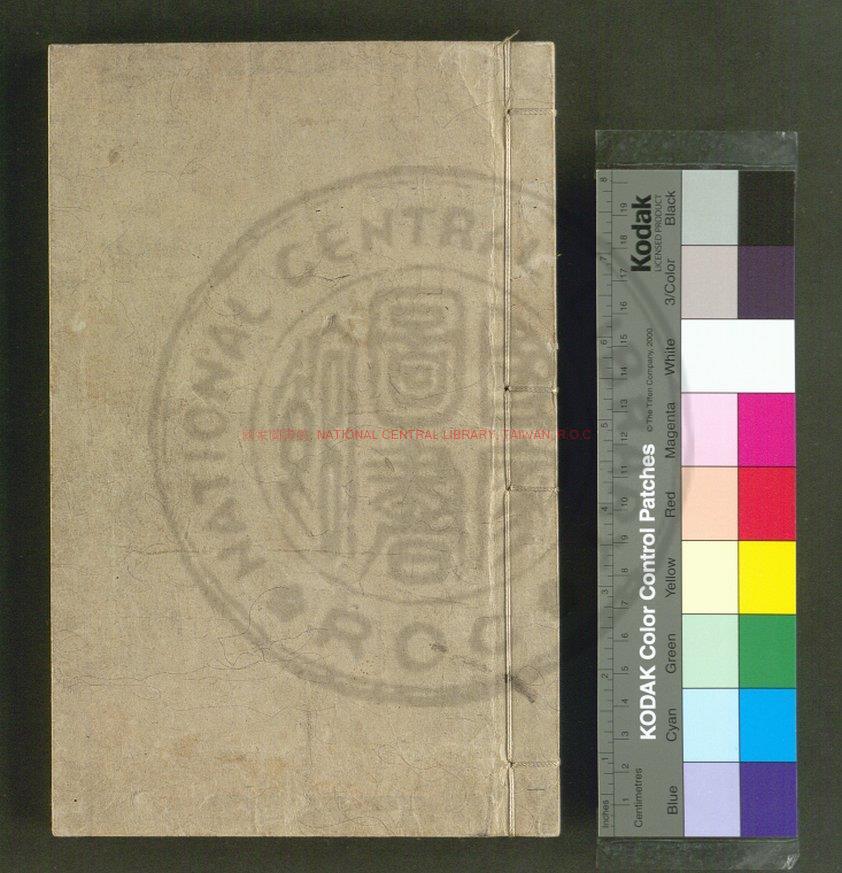 NATIONAL CENTRAL
R O C
國家圖書館, NATIONAL CENTRAL LIBRARY, TAIWAN, R.O.C
Kodak
LICENSED PRODUCT
KODAK Color Control Patches
© The Tiffen Company, 2000
Black
3/Color
White
Magenta
Red
Yellow
Green
Cyan
Blue
Inches
1 2 3 4 5 6 7 8
Centimetres
1 2 3 4 5 6 7 8 9 10 11 12 13 14 15 16 17 18 19